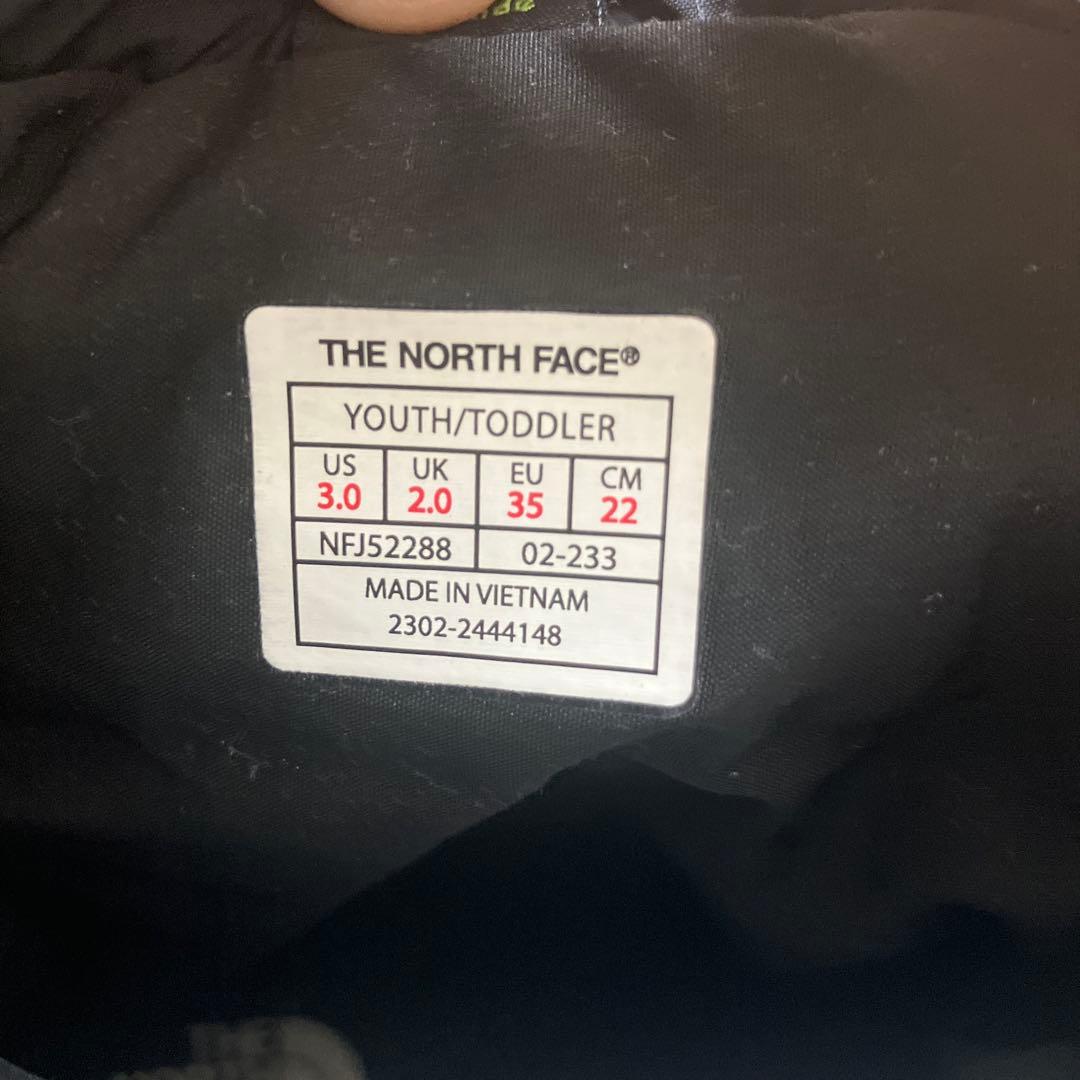 THE NORTH FACE®
YOUTH/TODDLER
US UK EU CM
3.0 2.0 35 22
NFJ52288 02-233
MADE IN VIETNAM
2302-2444148